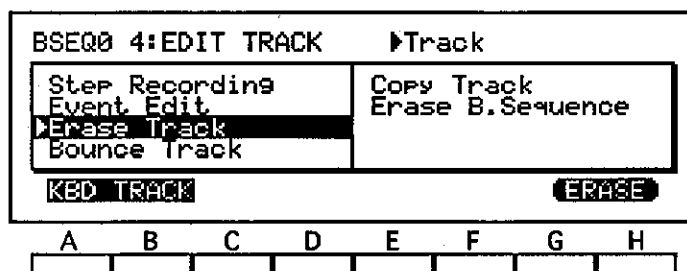 BSEQ0 4:EDIT TRACK ▶Track
Step Recording
Event Edit
▶Erase Track
Bounce Track
Copy Track
Erase B.Sequence
KBD TRACK ERASE
A B C D E F G H